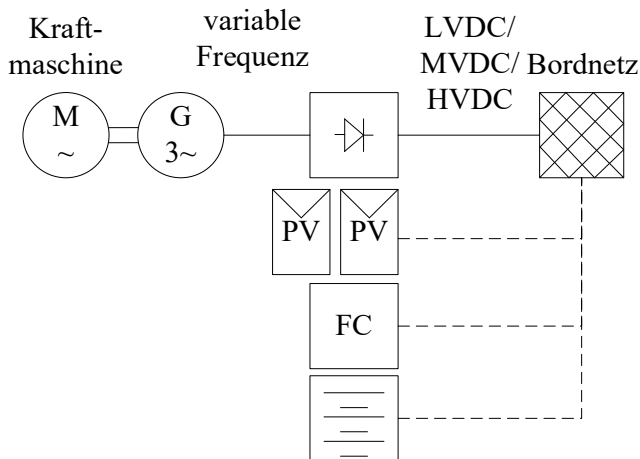 Kraft-
maschine
variable
Frequenz
LVDC/
MVDC/
HVDC
Bordnetz
M
~
G
3~
PV
PV
FC